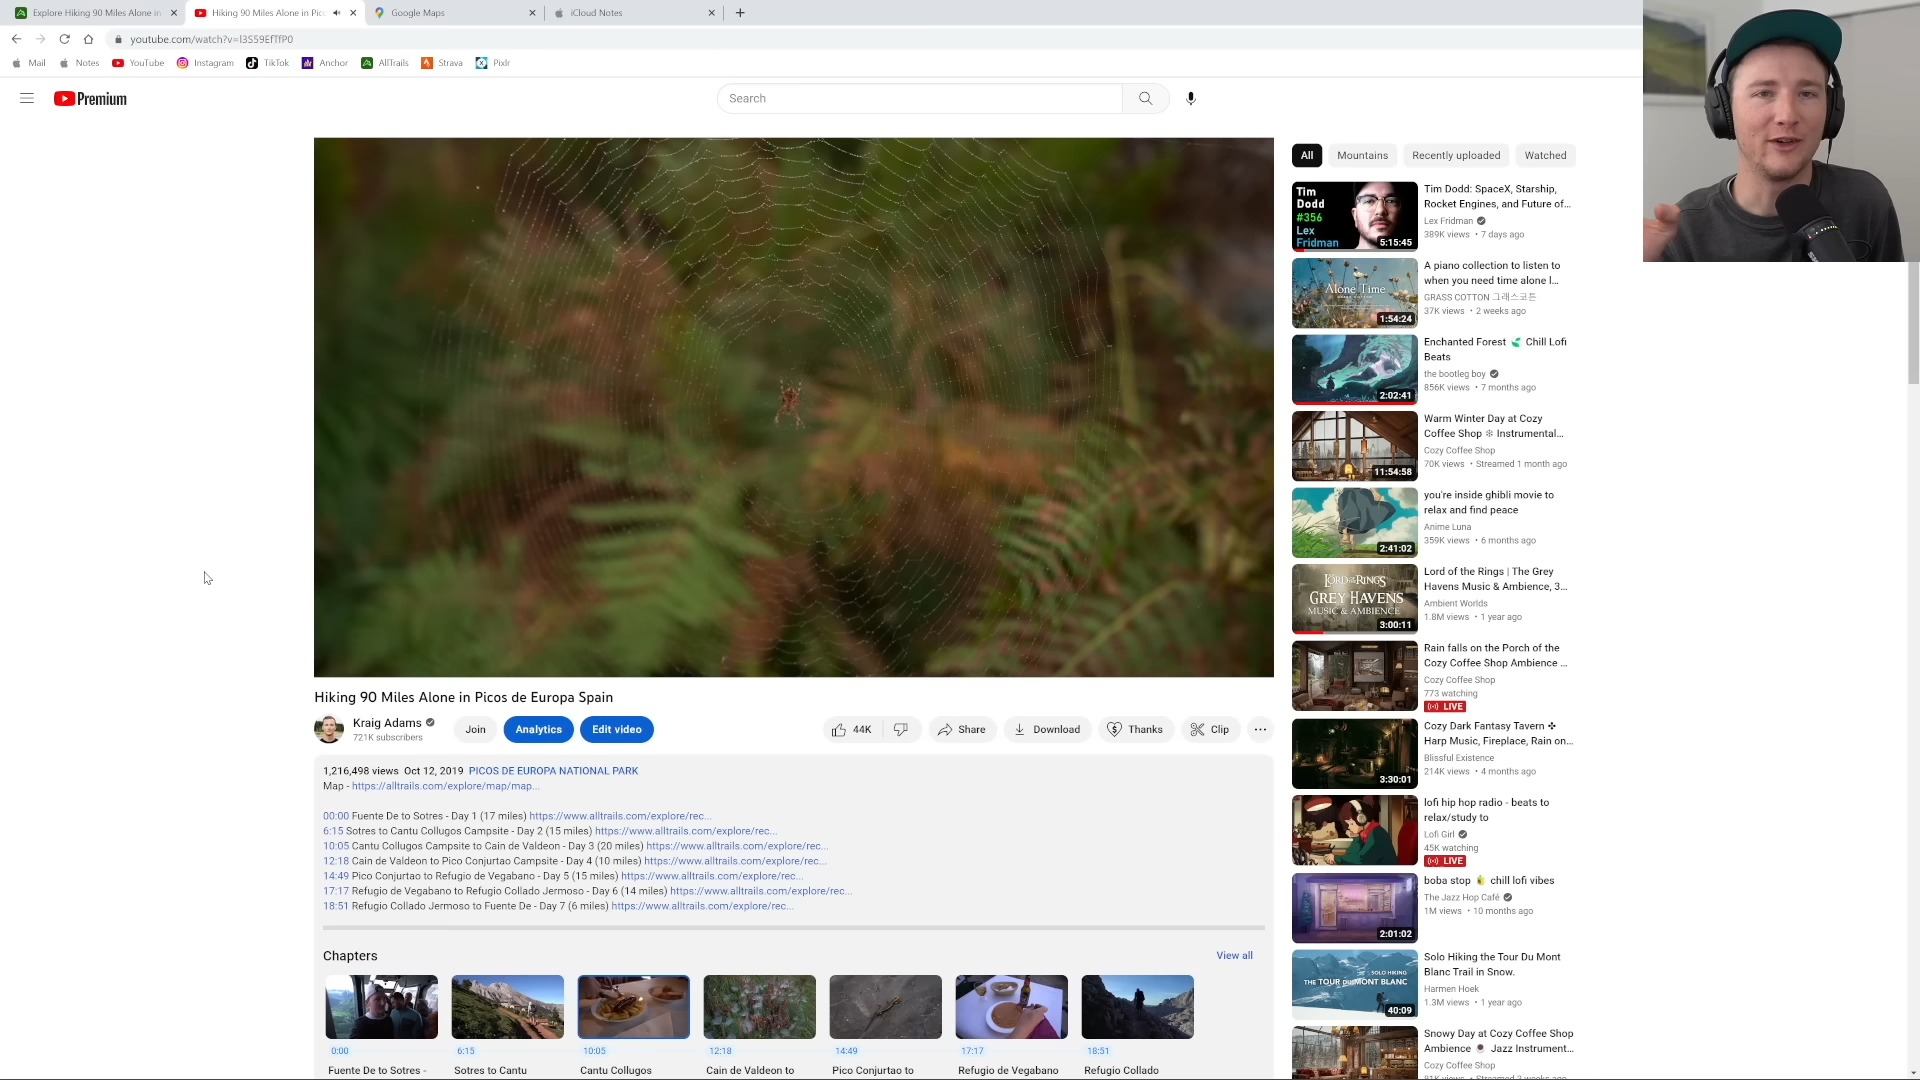 Explore Hiking 90 Miles Alone in
Hiking 90 Miles Alone in Pic
Google Maps
iCloud Notes
youtube.com/watch?v=l3S59EfTfP0
Mail
Notes
YouTube
Instagram
TikTok
Anchor
AllTrails
Strava
Pixlr
Premium
Search
All
Mountains
Recently uploaded
Watched
Tim
Dodd
#356
Lex
Fridman
5:15:45
Tim Dodd: SpaceX, Starship,
Rocket Engines, and Future of...
Lex Fridman
389K views • 7 days ago
Alone Time
1:54:24
A piano collection to listen to
when you need time alone l...
GRASS COTTON 그래스코튼
37K views • 2 weeks ago
2:02:41
Enchanted Forest 🌿 Chill Lofi
Beats
the bootleg boy
856K views • 7 months ago
11:54:58
Warm Winter Day at Cozy
Coffee Shop ❄ Instrumental...
Cozy Coffee Shop
70K views • Streamed 1 month ago
2:41:02
you're inside ghibli movie to
relax and find peace
Anime Luna
359K views • 6 months ago
LORD OF THE RINGS
GREY HAVENS
MUSIC & AMBIENCE
3:00:11
Lord of the Rings | The Grey
Havens Music & Ambience, 3...
Ambient Worlds
1.8M views • 1 year ago
Rain falls on the Porch of the
Cozy Coffee Shop Ambience ...
Cozy Coffee Shop
773 watching
LIVE
3:30:01
Cozy Dark Fantasy Tavern ✣
Harp Music, Fireplace, Rain on...
Blissful Existence
214K views • 4 months ago
lofi hip hop radio - beats to
relax/study to
Lofi Girl
45K watching
LIVE
2:01:02
boba stop 🍐 chill lofi vibes
The Jazz Hop Café
1M views • 10 months ago
SOLO HIKING
THE TOUR DU MONT BLANC
40:09
Solo Hiking the Tour Du Mont
Blanc Trail in Snow.
Harmen Hoek
1.3M views • 1 year ago
Snowy Day at Cozy Coffee Shop
Ambience ☕ Jazz Instrument...
Cozy Coffee Shop
Hiking 90 Miles Alone in Picos de Europa Spain
Kraig Adams
721K subscribers
Join
Analytics
Edit video
44K
Share
Download
Thanks
Clip
1,216,498 views Oct 12, 2019 PICOS DE EUROPA NATIONAL PARK
Map - https://alltrails.com/explore/map/map...
00:00 Fuente De to Sotres - Day 1 (17 miles) https://www.alltrails.com/explore/rec...
6:15 Sotres to Cantu Collugos Campsite - Day 2 (15 miles) https://www.alltrails.com/explore/rec...
10:05 Cantu Collugos Campsite to Cain de Valdeon - Day 3 (20 miles) https://www.alltrails.com/explore/rec...
12:18 Cain de Valdeon to Pico Conjurtao Campsite - Day 4 (10 miles) https://www.alltrails.com/explore/rec...
14:49 Pico Conjurtao to Refugio de Vegabano - Day 5 (15 miles) https://www.alltrails.com/explore/rec...
17:17 Refugio de Vegabano to Refugio Collado Jermoso - Day 6 (14 miles) https://www.alltrails.com/explore/rec...
18:51 Refugio Collado Jermoso to Fuente De - Day 7 (6 miles) https://www.alltrails.com/explore/rec...
Chapters
View all
0:00
6:15
10:05
12:18
14:49
17:17
18:51
Fuente De to Sotres -
Sotres to Cantu
Cantu Collugos
Cain de Valdeon to
Pico Conjurtao to
Refugio de Vegabano
Refugio Collado